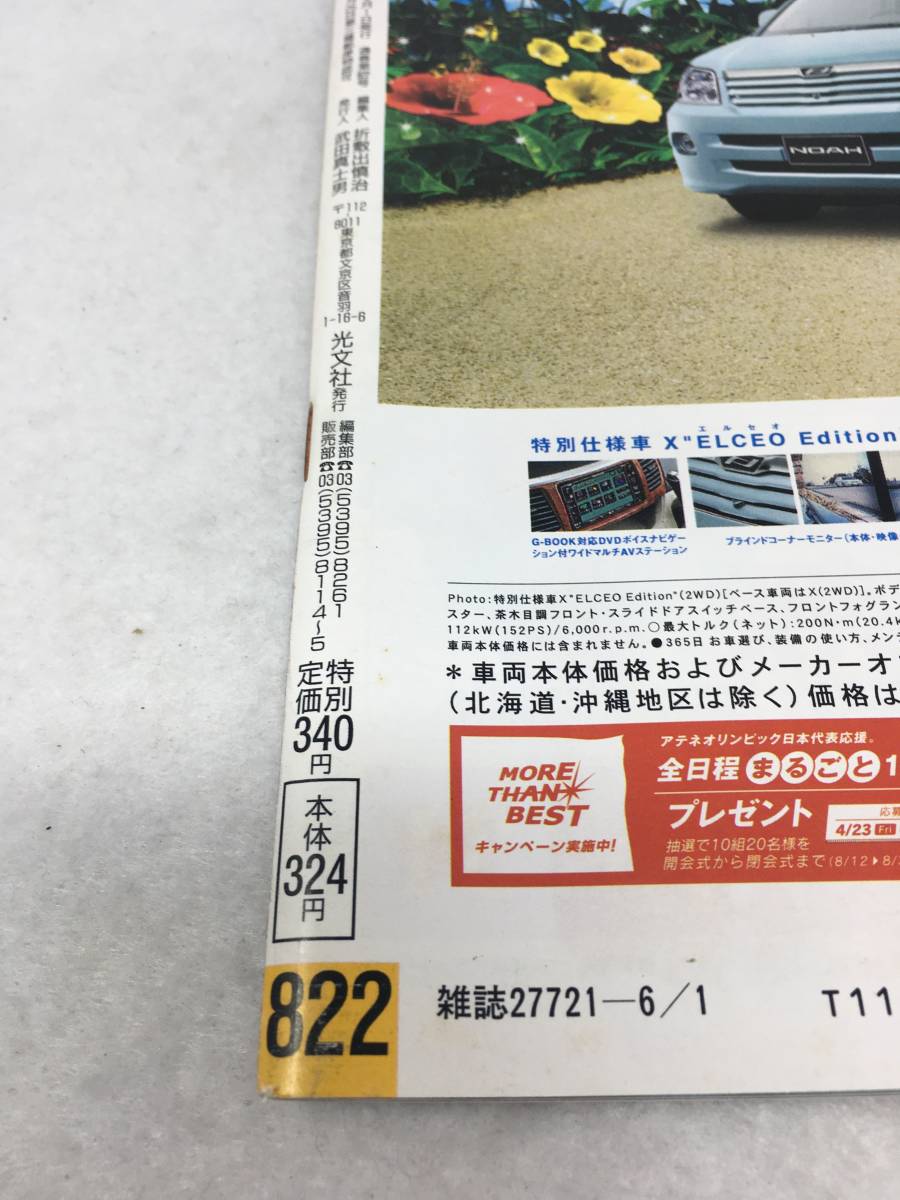 編集人 折敷出慎治
発行人 武田真士男
〒112
8011
東京都文京区音羽
1-16-6
光文社発行
編集部☎03(5395)8261
販売部☎03(5395)8114~5
特別
定価
340
円
本体
324
円
822
NOAH
エルセオ
特別仕様車 X"ELCEO Edition
G-BOOK対応DVDボイスナビゲー
ション付ワイドマルチAVステーション
ブラインドコーナーモニター(本体・映像
Photo:特別仕様車X"ELCEO Edition"(2WD)[ベース車両はX(2WD)]。ボデ
スター、茶木目調フロント・スライドドアスイッチベース、フロントフォグラン
112kW(152PS)/6,000r.p.m.○最大トルク(ネット):200N・m(20.4k
車両本体価格には含まれません。●365日 お車選び、装備の使い方、メンテ
*車両本体価格およびメーカーオ
(北海道・沖縄地区は除く)価格は
MORE
THAN
BEST
キャンペーン実施中!
アテネオリンピック日本代表応援。
全日程まるごと1
プレゼント
応募
4/23 Fri
抽選で10組20名様を
開会式から閉会式まで(8/12▶8/
雑誌27721-6/1
T11